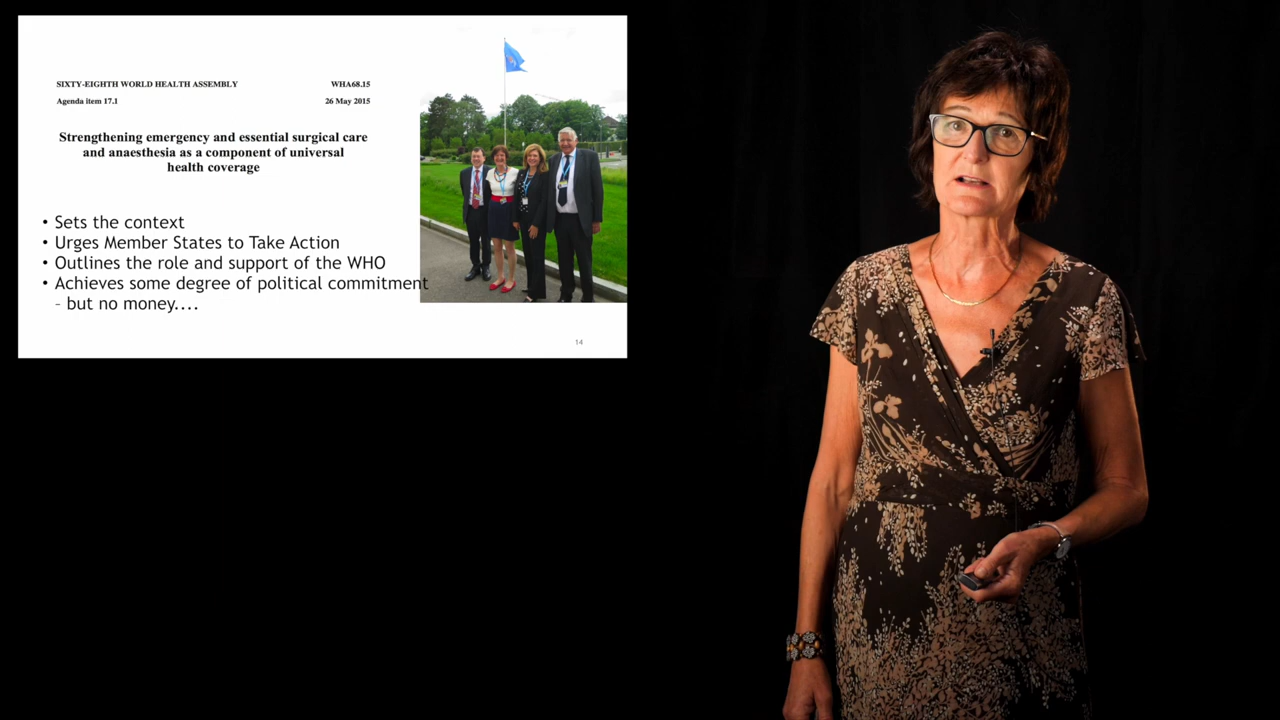 SIXTY-EIGHTH WORLD HEALTH ASSEMBLY WHA68.15
Agenda item 17.1 26 May 2015
Strengthening emergency and essential surgical care
and anaesthesia as a component of universal
health coverage
• Sets the context
• Urges Member States to Take Action
• Outlines the role and support of the WHO
• Achieves some degree of political commitment
– but no money....
14